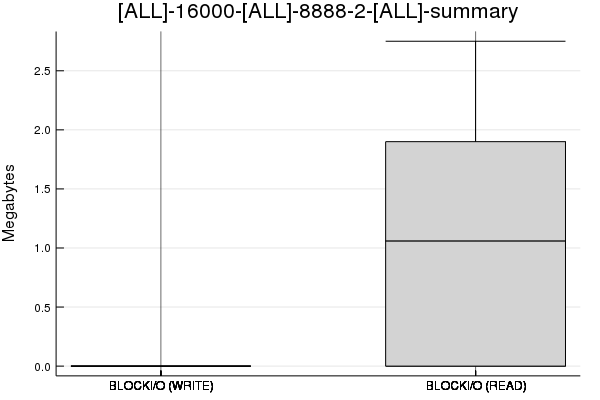 [ALL]-16000-[ALL]-8888-2-[ALL]-summary
Megabytes
2.5
2.0
1.5
1.0
0.5
0.0
BLOCKI/O (WRITE)
BLOCKI/O (READ)